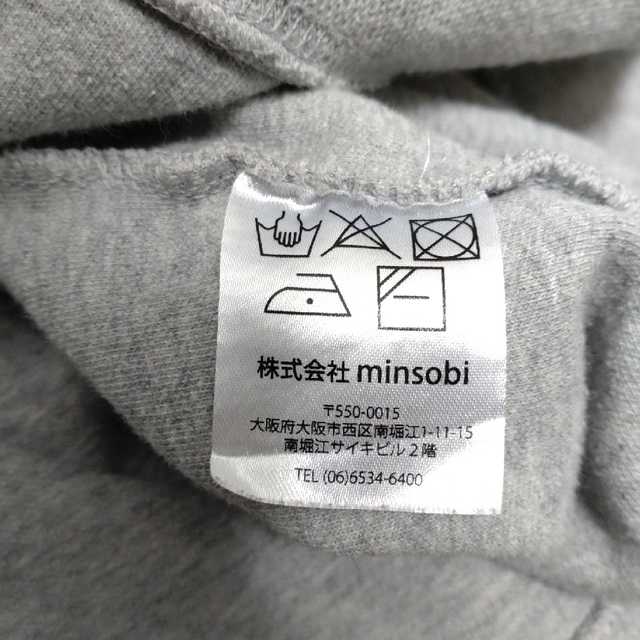 株式会社 minsobi
〒550-0015
大阪府大阪市西区南堀江1-11-15
南堀江サイキビル2階
TEL (06)6534-6400